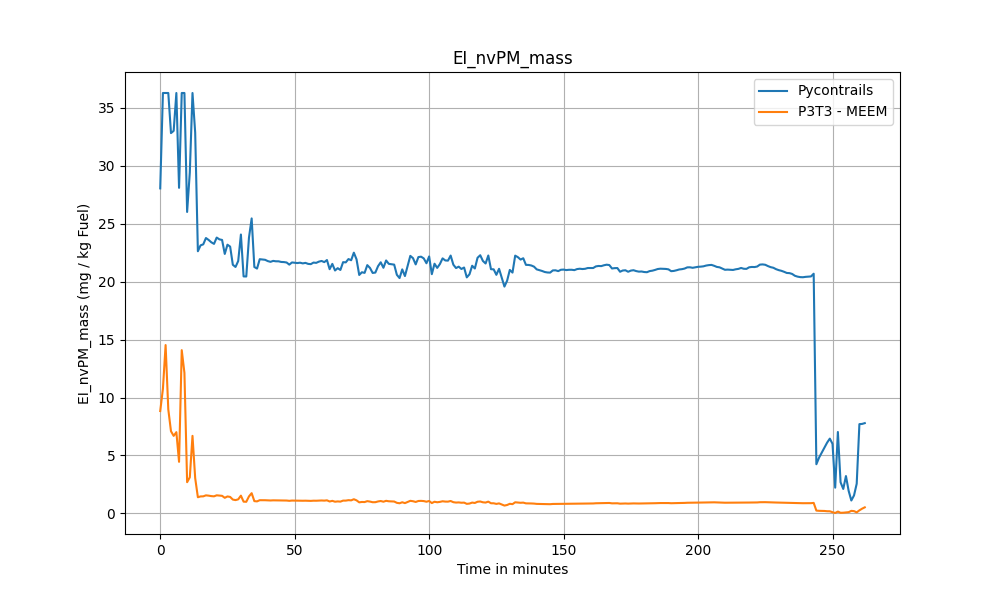 EI_nvPM_mass
Pycontrails
P3T3 - MEEM
EI_nvPM_mass (mg / kg Fuel)
35
30
25
20
15
10
5
0
0 50 100 150 200 250
Time in minutes